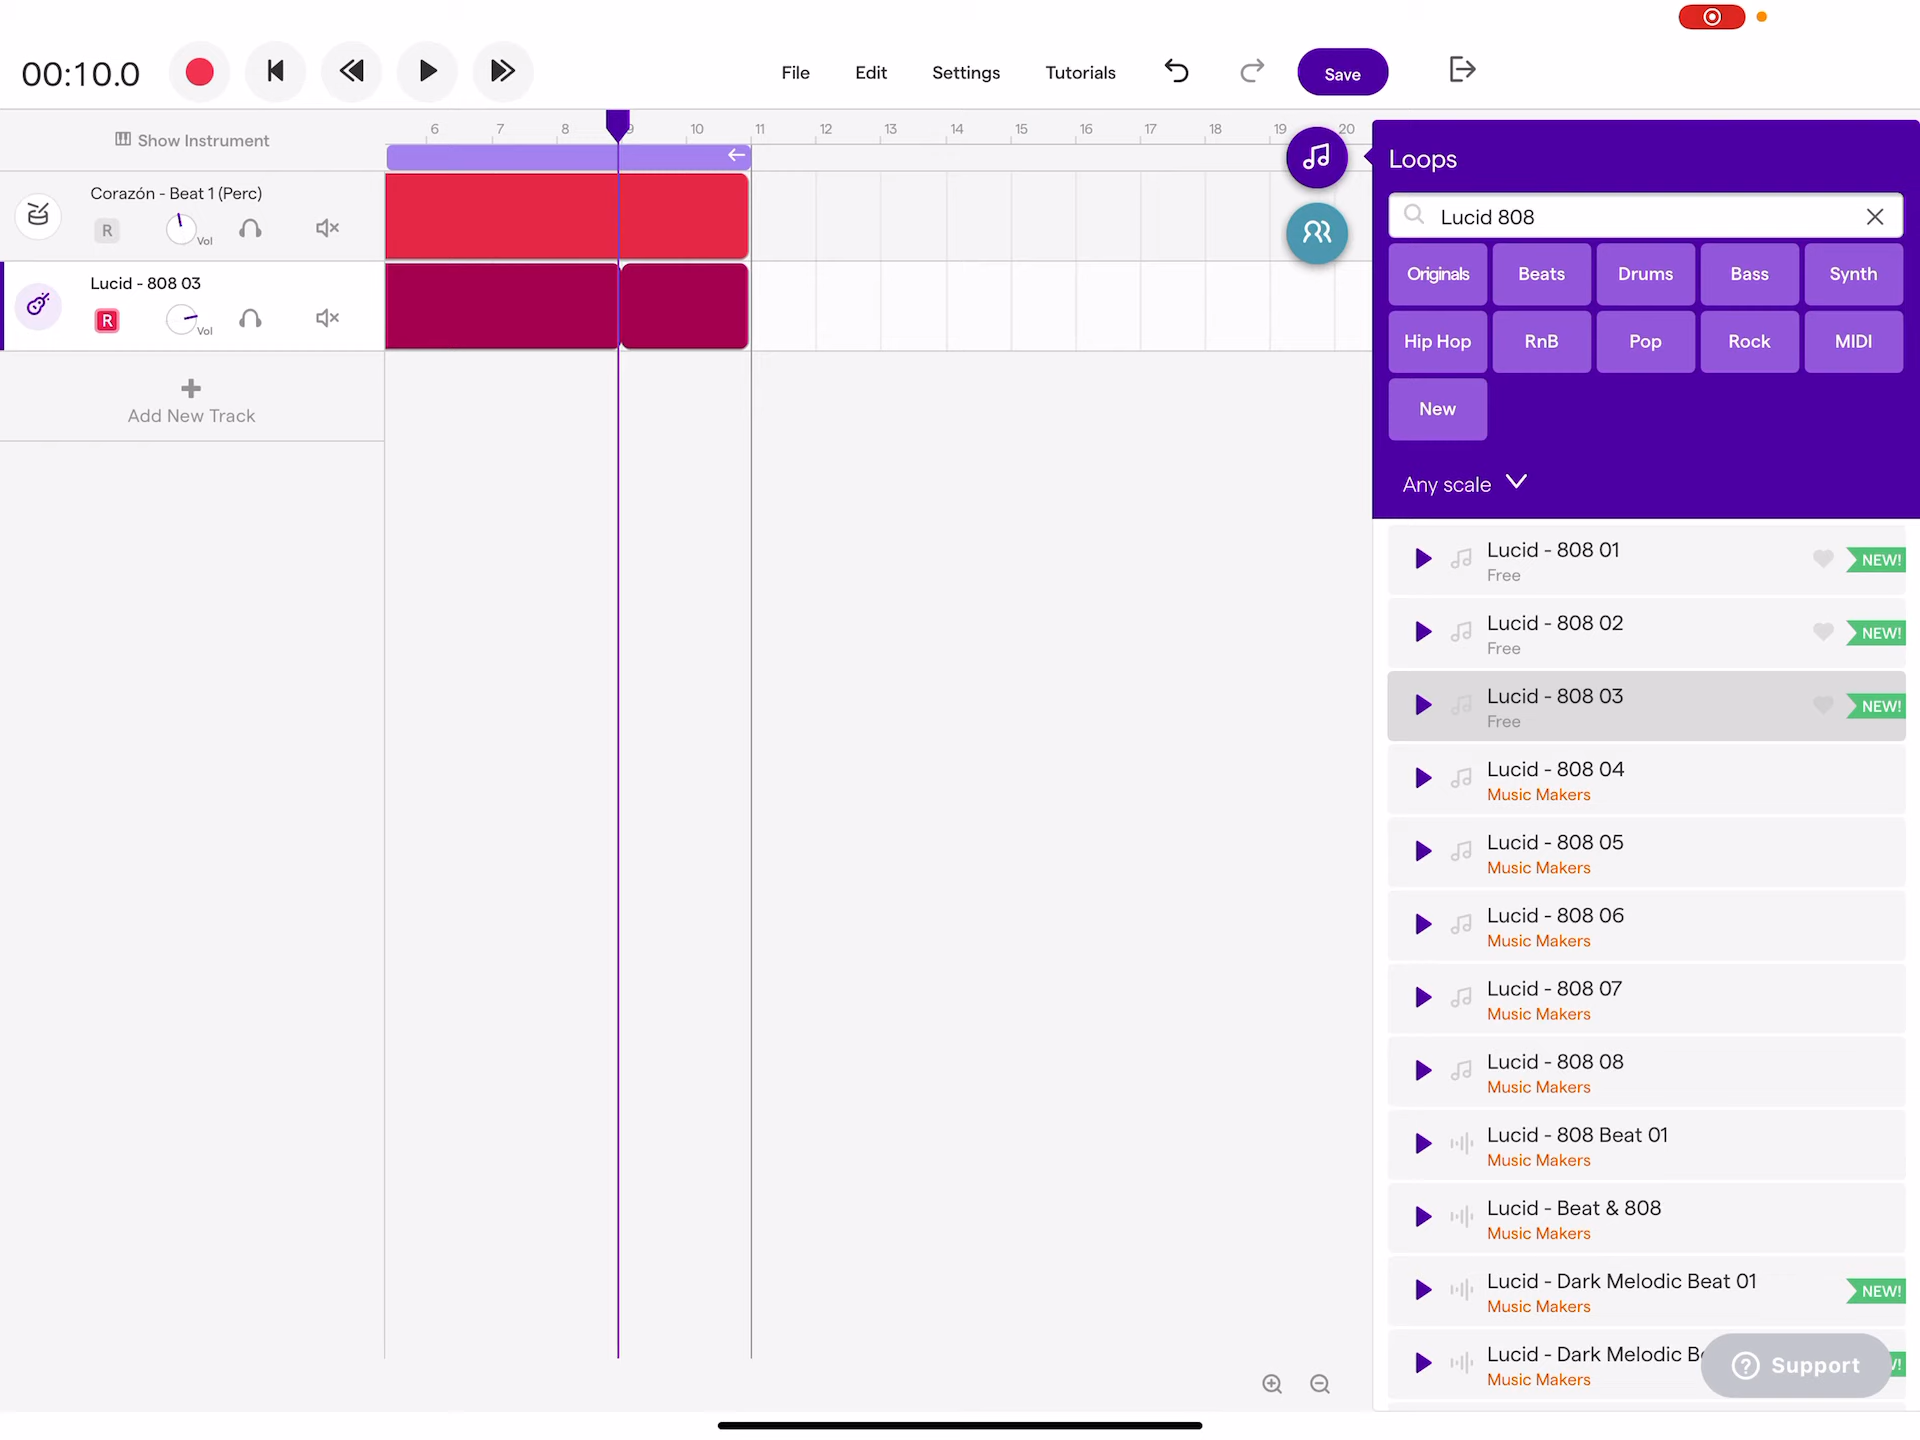 00:10.0
File
Edit
Settings
Tutorials
Save
Show Instrument
6 7 8 9 10 11 12 13 14 15 16 17 18 19 20
Corazón - Beat 1 (Perc)
R
Vol
Lucid - 808 03
R
Vol
Add New Track
Loops
Lucid 808
Originals
Beats
Drums
Bass
Synth
Hip Hop
RnB
Pop
Rock
MIDI
New
Any scale
Lucid - 808 01
Free
NEW!
Lucid - 808 02
Free
NEW!
Lucid - 808 03
Free
NEW!
Lucid - 808 04
Music Makers
Lucid - 808 05
Music Makers
Lucid - 808 06
Music Makers
Lucid - 808 07
Music Makers
Lucid - 808 08
Music Makers
Lucid - 808 Beat 01
Music Makers
Lucid - Beat & 808
Music Makers
Lucid - Dark Melodic Beat 01
Music Makers
NEW!
Lucid - Dark Melodic
Music Makers
Support